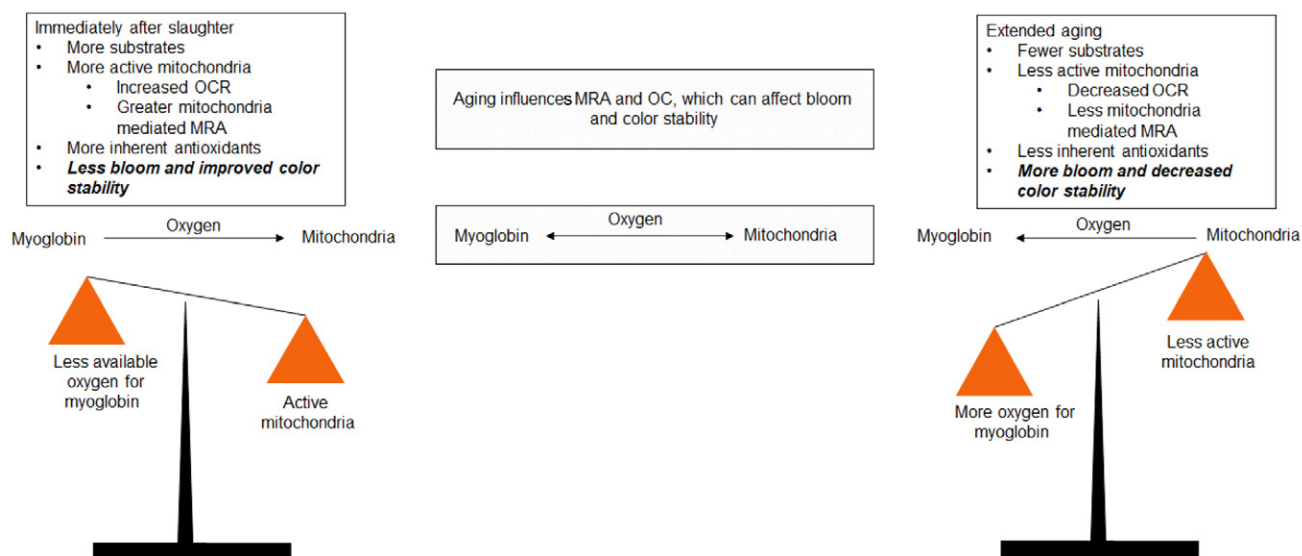 Immediately after slaughter
• More substrates
• More active mitochondria
• Increased OCR
• Greater mitochondria
mediated MRA
• More inherent antioxidants
• Less bloom and improved color
stability
Oxygen
Myoglobin
Mitochondria
Less available
oxygen for
myoglobin
Active
mitochondria
Aging influences MRA and OC, which can affect bloom
and color stability
Oxygen
Myoglobin
Mitochondria
Extended aging
• Fewer substrates
• Less active mitochondria
• Decreased OCR
• Less mitochondria
mediated MRA
• Less inherent antioxidants
• More bloom and decreased
color stability
Oxygen
Myoglobin
Mitochondria
Less active
mitochondria
More oxygen for
myoglobin